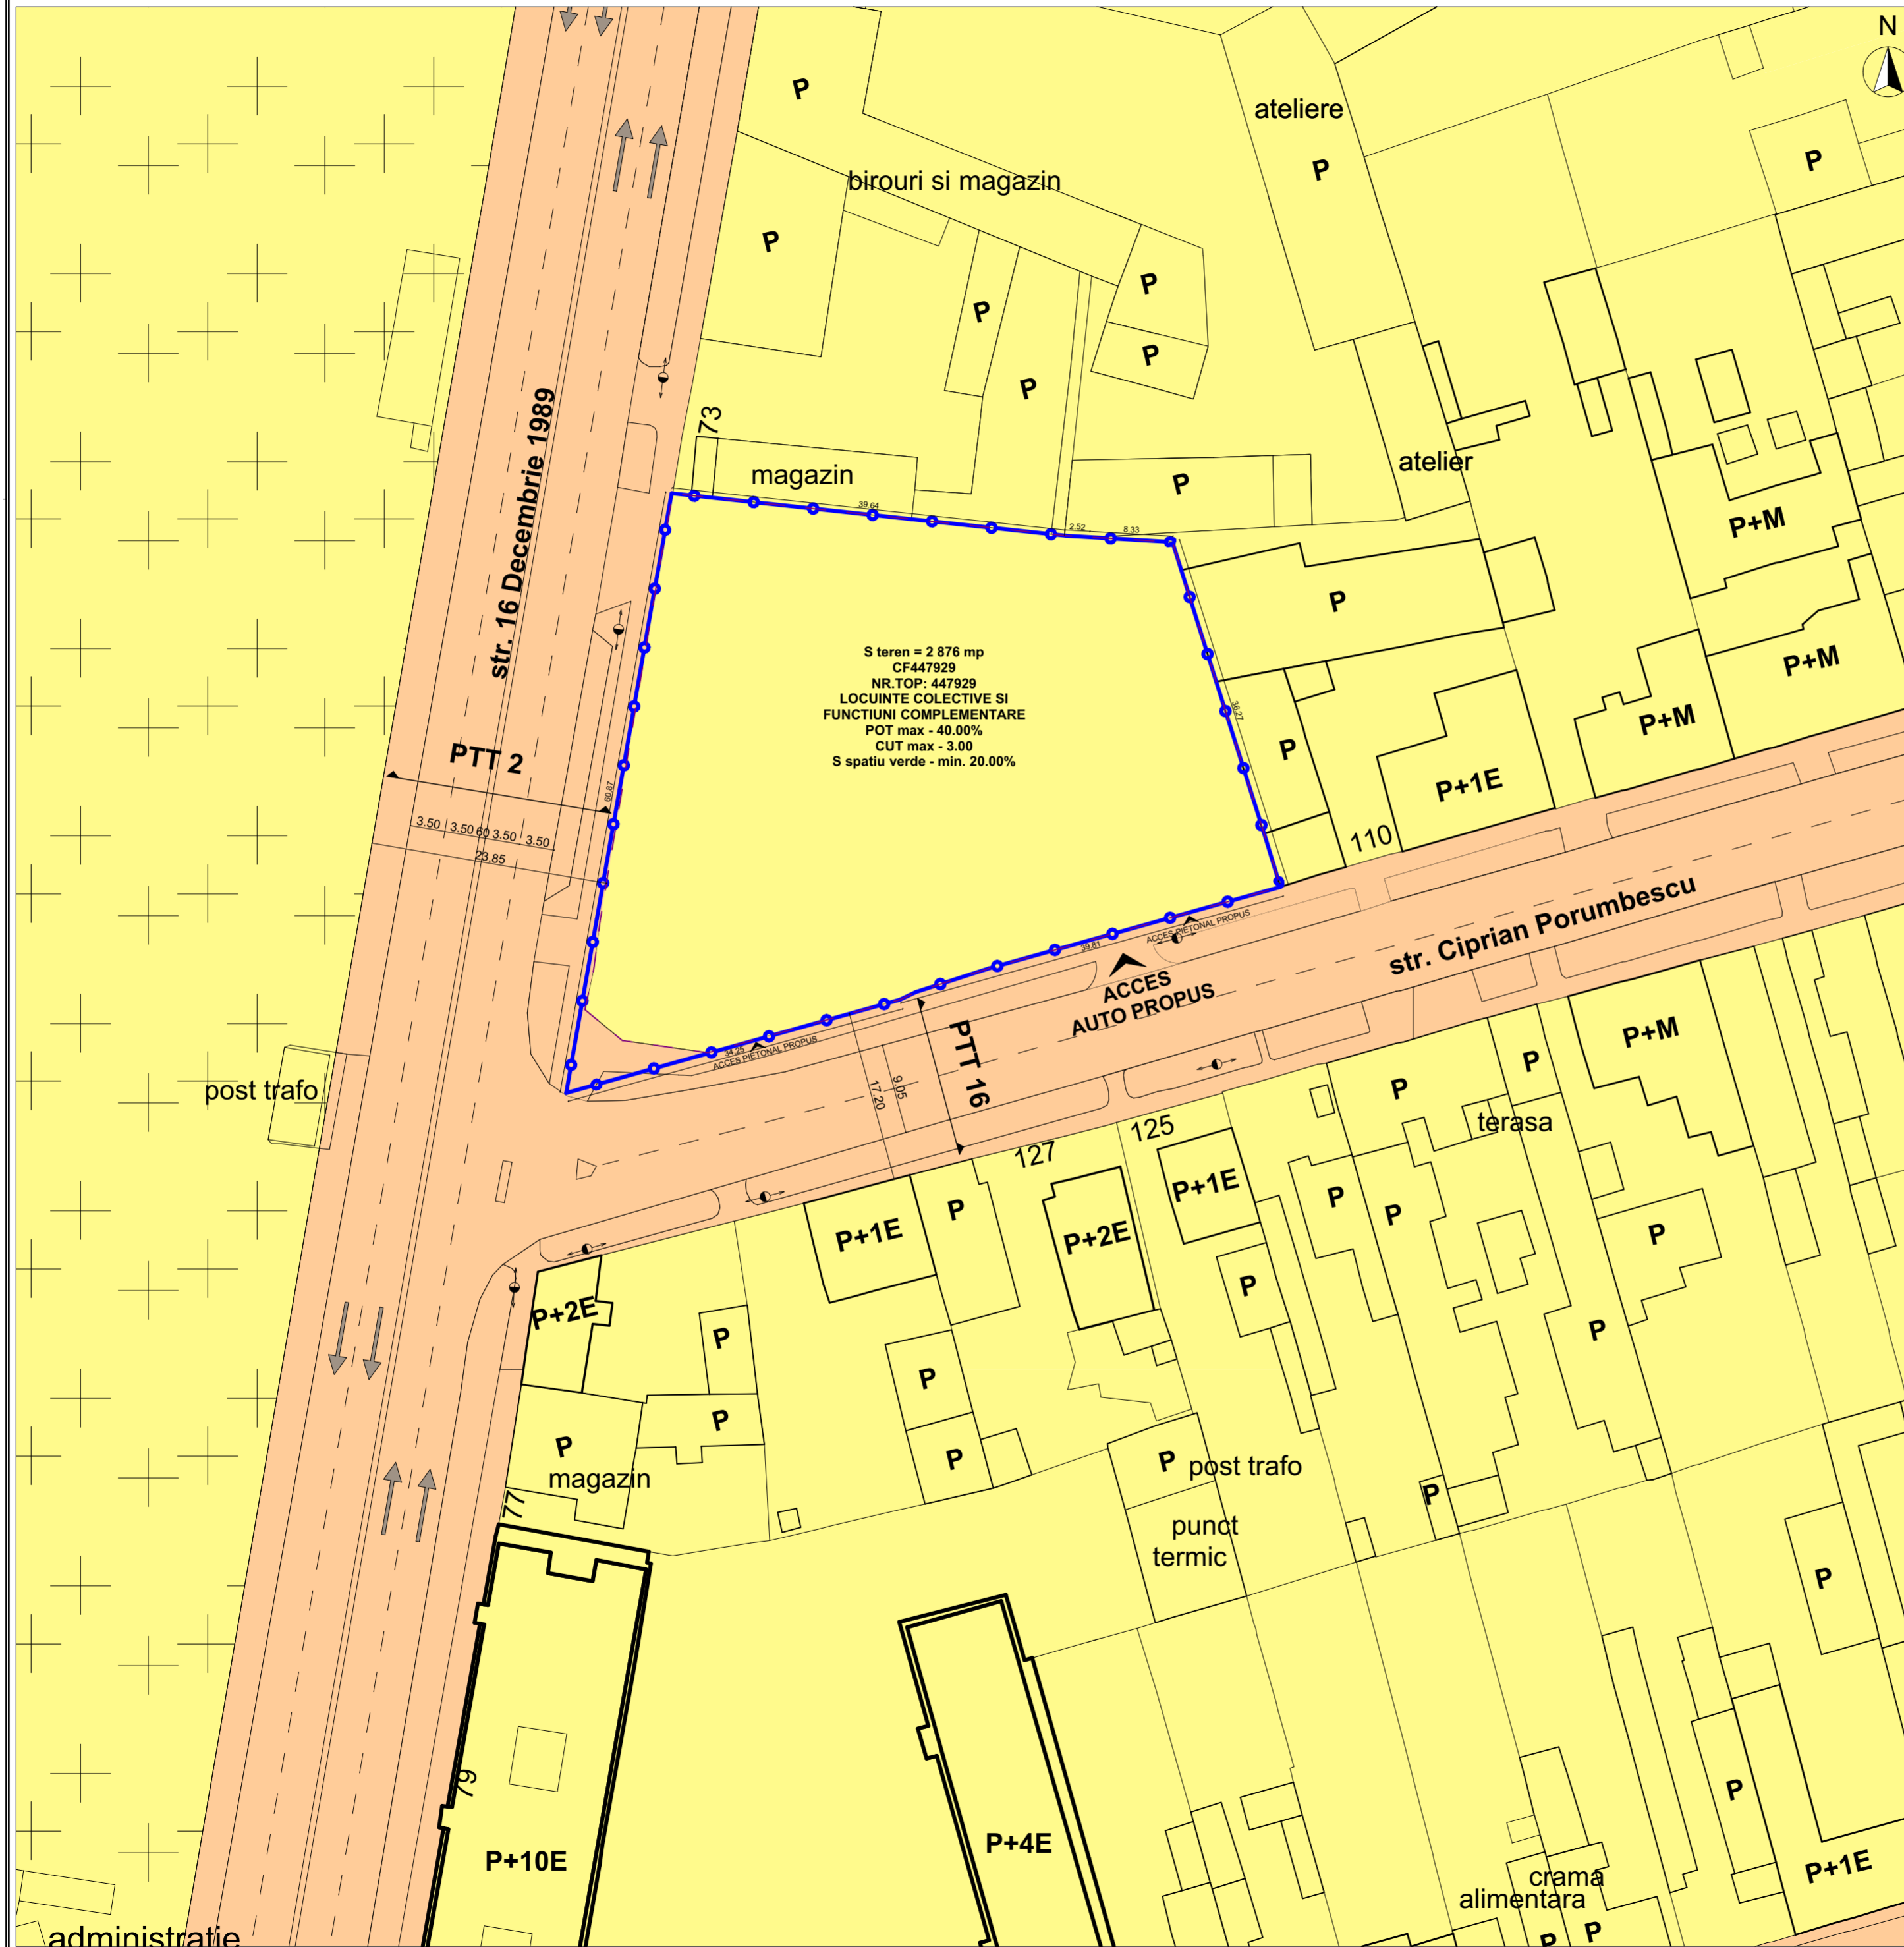 N
P
ateliere
P
P
birouri si magazin
P
P
P
P
P
str. 16 Decembrie 1989
73
magazin
P
atelier
39.64
2.52
8.33
P+M
P
P+M
S teren = 2 876 mp
CF447929
NR.TOP: 447929
LOCUINTE COLECTIVE SI
FUNCTIUNI COMPLEMENTARE
POT max - 40.00%
CUT max - 3.00
S spatiu verde - min. 20.00%
36.27
P+M
P
P+1E
PTT 2
60.87
3.50
3.50
60
3.50
3.50
23.85
110
str. Ciprian Porumbescu
ACCES PIETONAL PROPUS
39.81
ACCES
AUTO PROPUS
34.25
ACCES PIETONAL PROPUS
PTT 16
17.20
9.05
P+M
P
P
terasa
post trafo
125
127
P+1E
P
P
P
P+1E
P
P+2E
P
P+2E
P
P
P
P
P
P
magazin
P
P
post trafo
P
77
punct
termic
P
79
P
P+10E
P+4E
P+1E
crama
alimentara
P
P
administratie